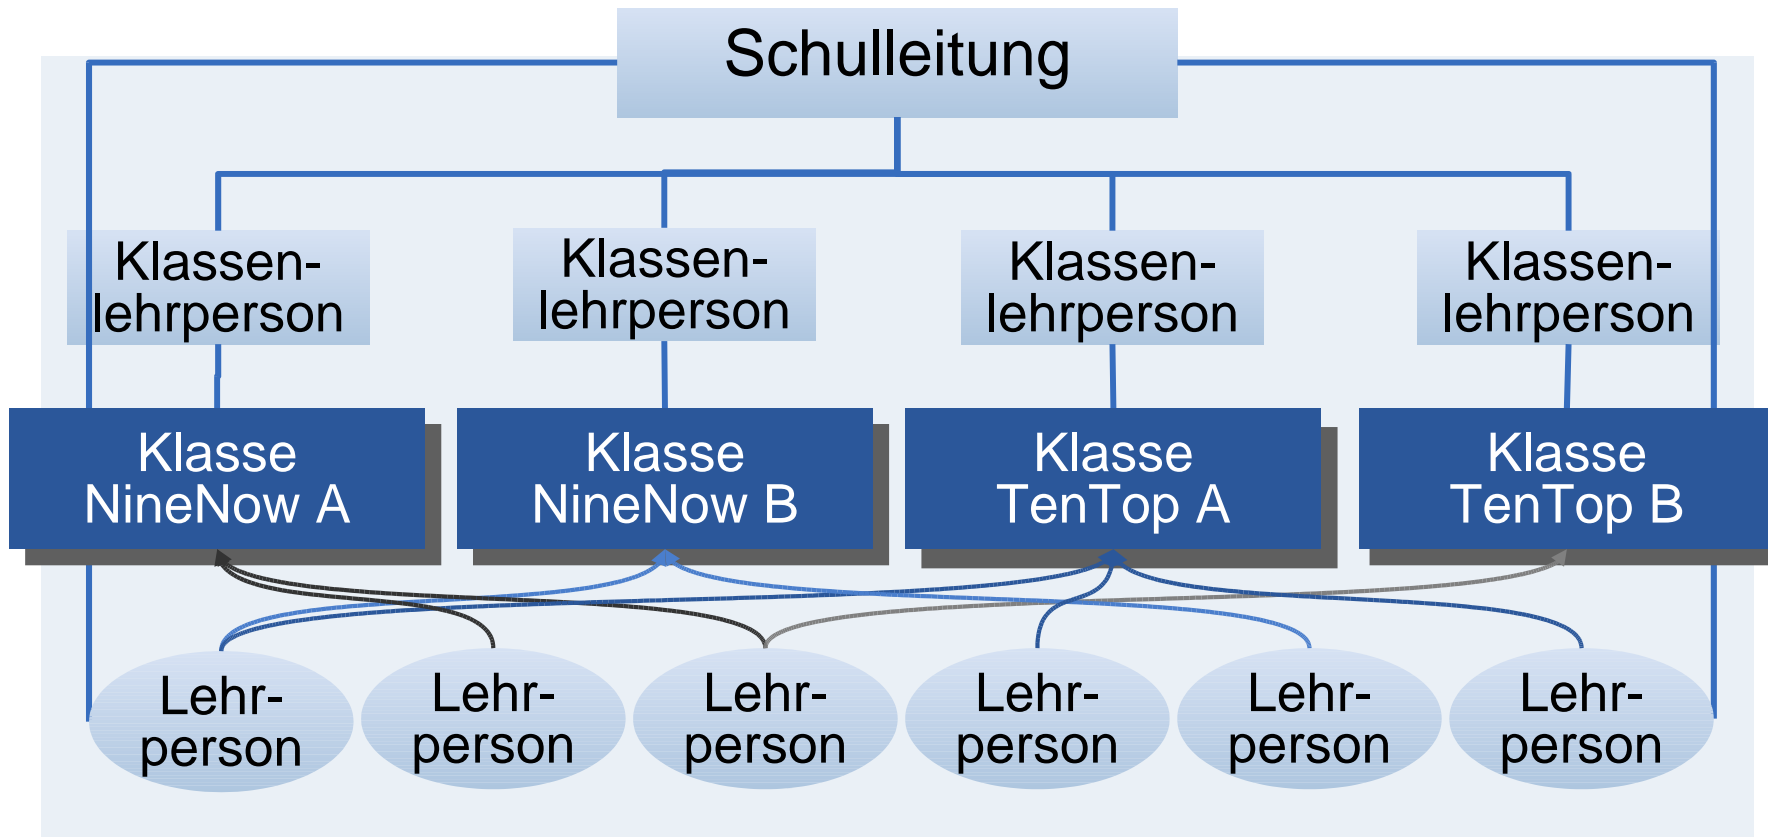 Schulleitung
Klassen-
lehrperson
Klassen-
lehrperson
Klassen-
lehrperson
Klassen-
lehrperson
Klasse
NineNow A
Klasse
NineNow B
Klasse
TenTop A
Klasse
TenTop B
Lehr-
person
Lehr-
person
Lehr-
person
Lehr-
person
Lehr-
person
Lehr-
person